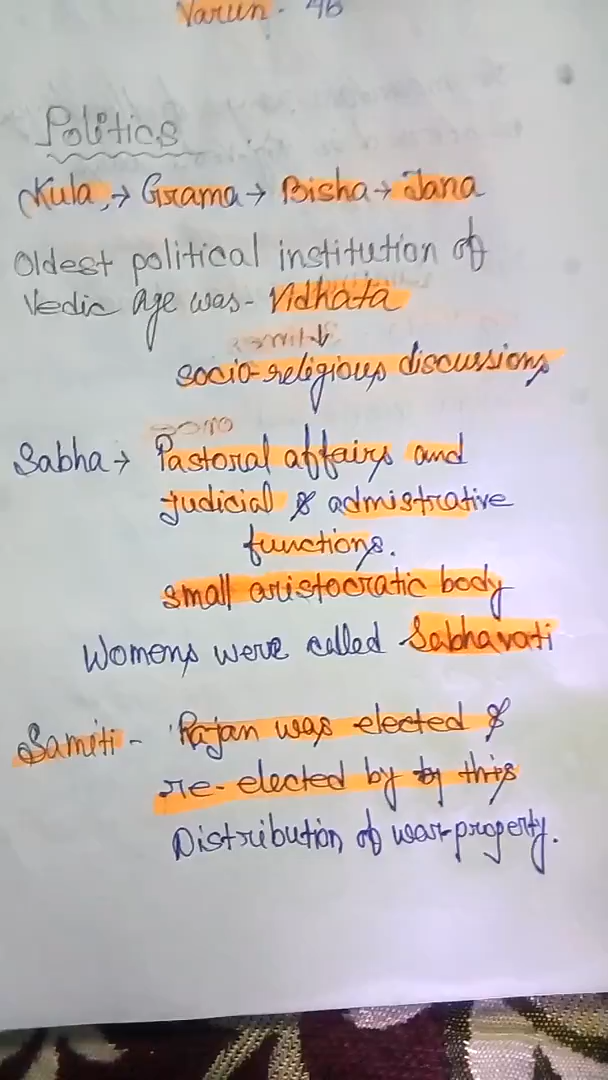 Varun - 46
Politics
Kula, → Grama → Bisha → Jana
Oldest political institution of
Vedic Age was - Vidhata
socio-religious discussions
Sabha → Pastoral affairs and
judicial & admistrative
functions.
small aristocratic body
Womens were called Sabhavati
Samiti - Rajan was elected &
re-elected by this
Distribution of war property.